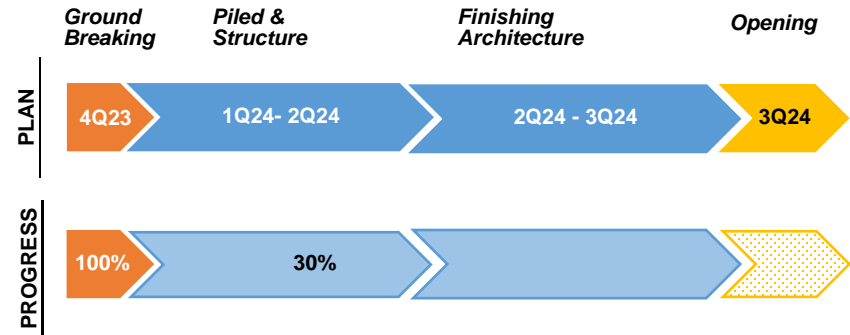 Ground
Breaking
Piled &
Structure
Finishing
Architecture
Opening
PLAN
4Q23
1Q24- 2Q24
2Q24 - 3Q24
3Q24
PROGRESS
100%
30%